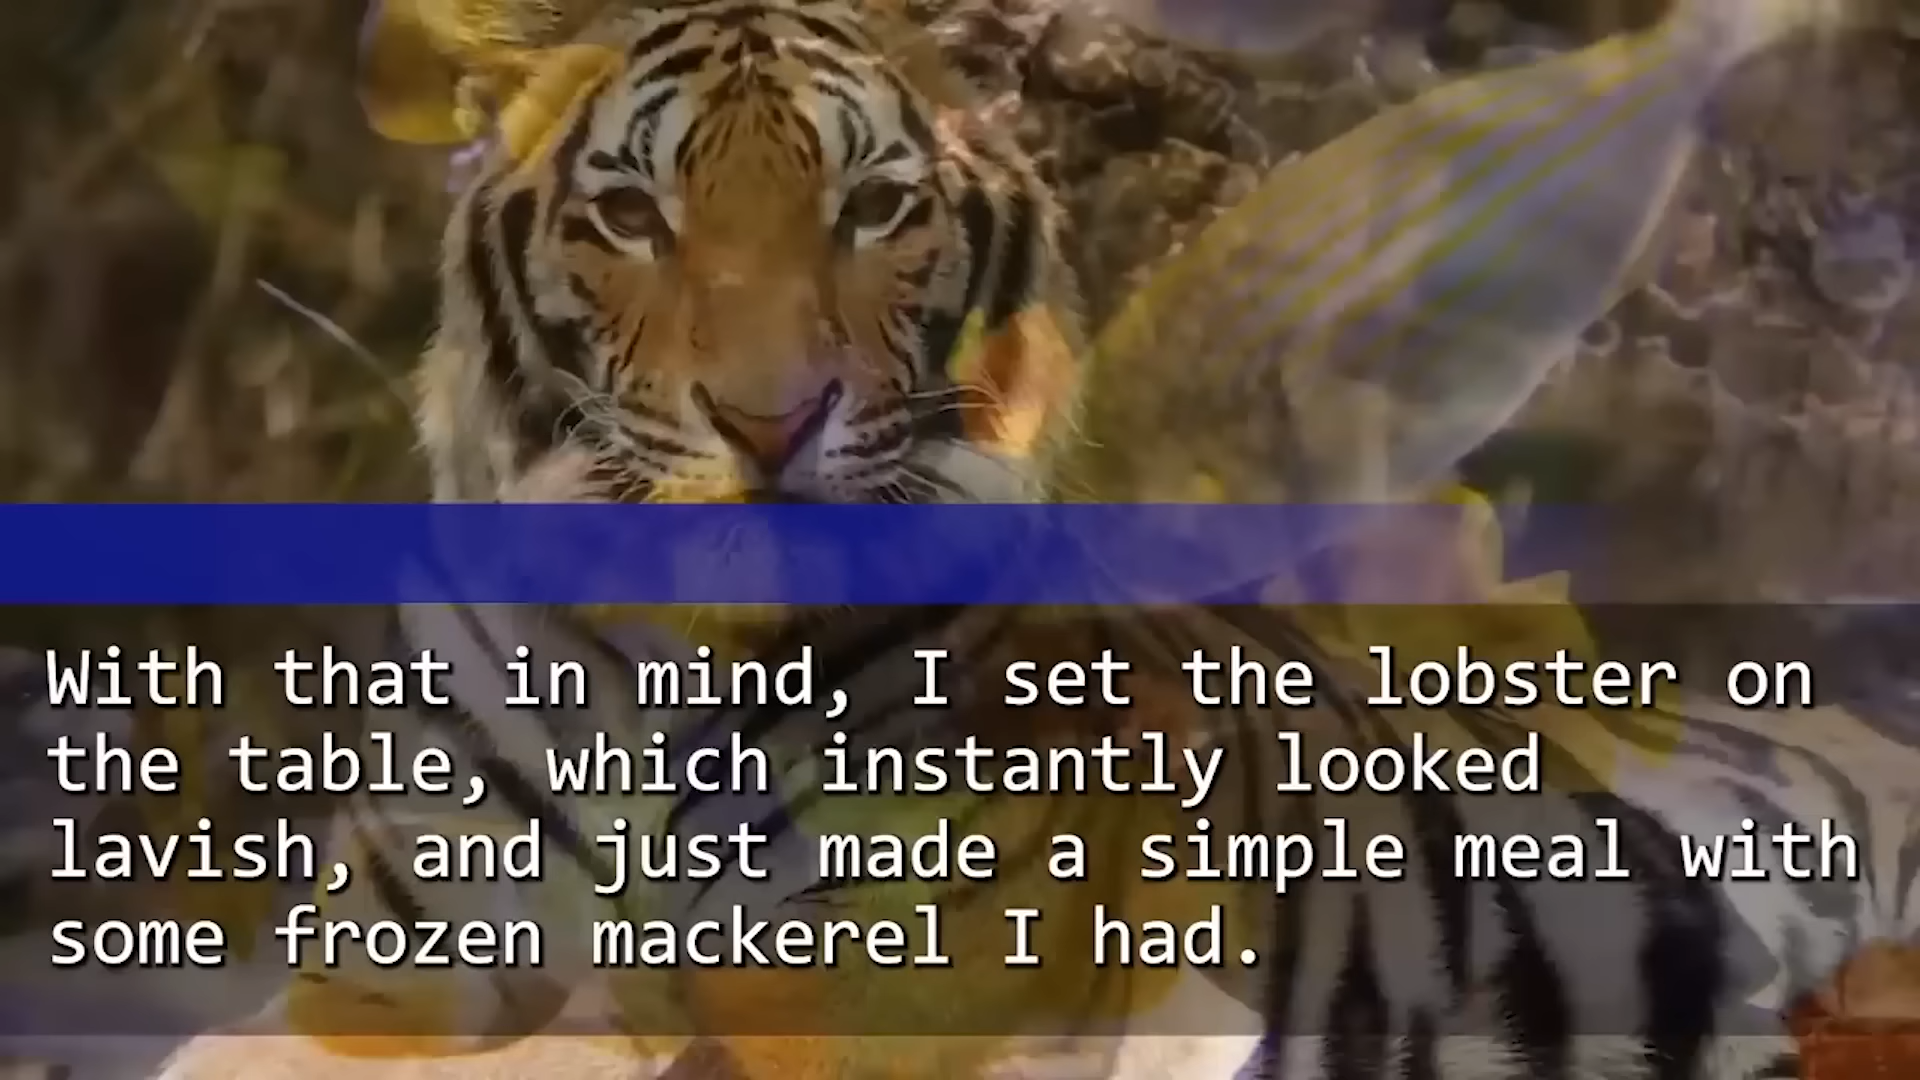 With that in mind, I set the lobster on
the table, which instantly looked
lavish, and just made a simple meal with
some frozen mackerel I had.